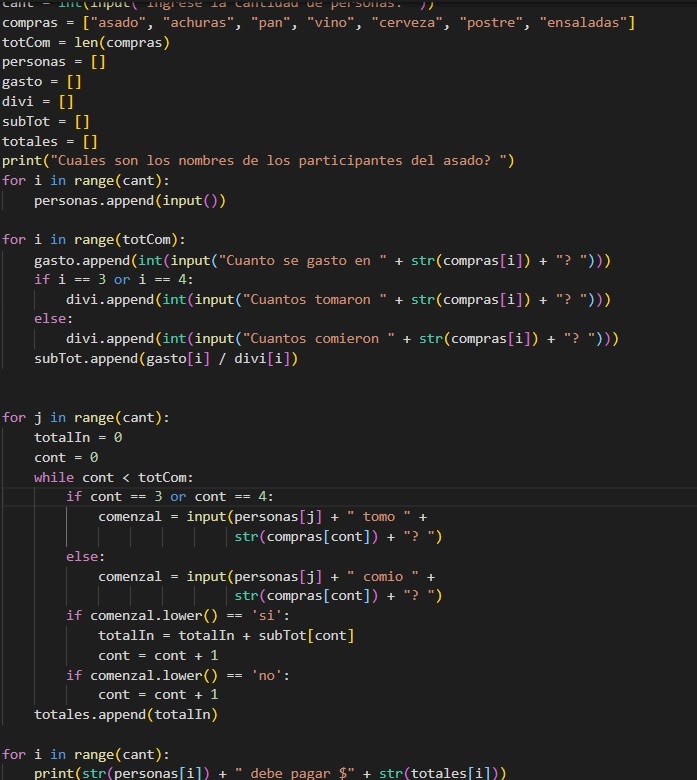 cant = int(input("Ingrese la cantidad de personas: "))
compras = ["asado", "achuras", "pan", "vino", "cerveza", "postre", "ensaladas"]
totCom = len(compras)
personas = []
gasto = []
divi = []
subTot = []
totales = []
print("Cuales son los nombres de los participantes del asado? ")
for i in range(cant):
    personas.append(input())

for i in range(totCom):
    gasto.append(int(input("Cuanto se gasto en " + str(compras[i]) + "? ")))
    if i == 3 or i == 4:
        divi.append(int(input("Cuantos tomaron " + str(compras[i]) + "? ")))
    else:
        divi.append(int(input("Cuantos comieron " + str(compras[i]) + "? ")))
    subTot.append(gasto[i] / divi[i])


for j in range(cant):
    totalIn = 0
    cont = 0
    while cont < totCom:
        if cont == 3 or cont == 4:
            comenzal = input(personas[j] + " tomo " +
                             str(compras[cont]) + "? ")
        else:
            comenzal = input(personas[j] + " comio " +
                             str(compras[cont]) + "? ")
        if comenzal.lower() == 'si':
            totalIn = totalIn + subTot[cont]
            cont = cont + 1
        if comenzal.lower() == 'no':
            cont = cont + 1
    totales.append(totalIn)

for i in range(cant):
    print(str(personas[i]) + " debe pagar $" + str(totales[i]))